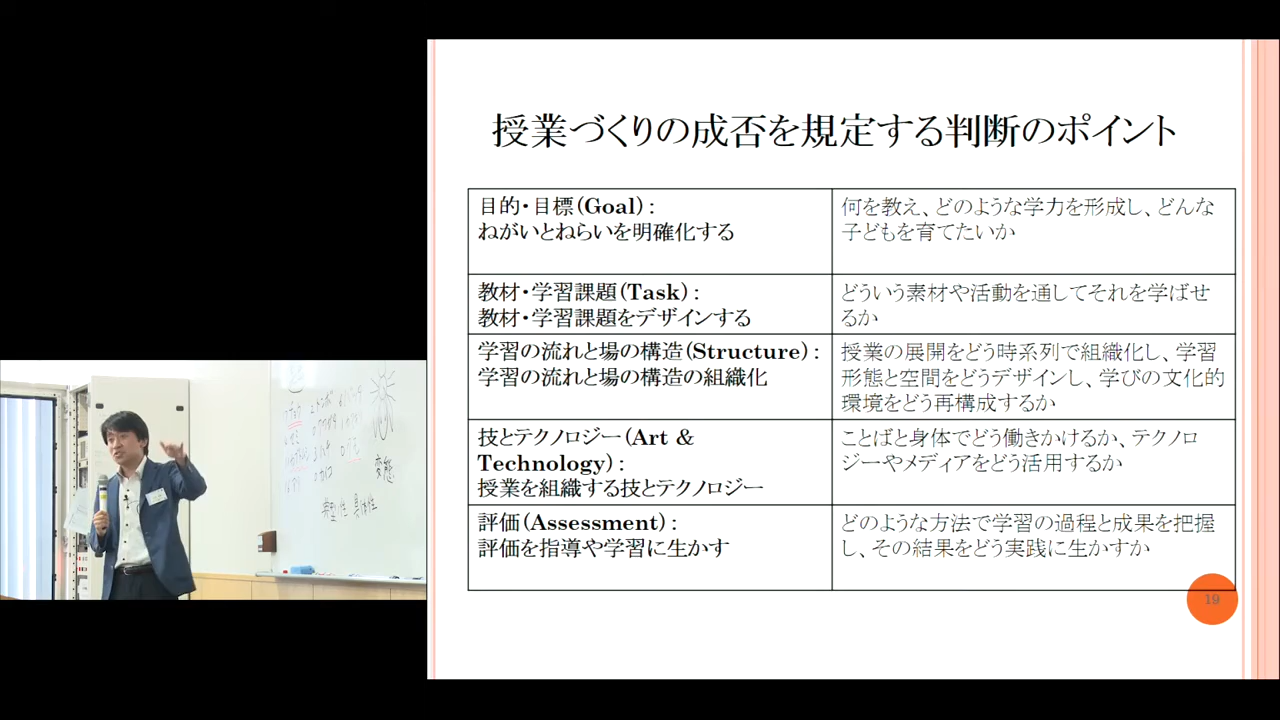 授業づくりの成否を規定する判断のポイント
目的・目標(Goal):
ねがいとねらいを明確化する
何を教え、どのような学力を形成し、どんな
子どもを育てたいか
教材・学習課題(Task):
教材・学習課題をデザインする
どういう素材や活動を通してそれを学ばせ
るか
学習の流れと場の構造(Structure):
学習の流れと場の構造の組織化
授業の展開をどう時系列で組織化し、学習
形態と空間をどうデザインし、学びの文化的
環境をどう再構成するか
技とテクノロジー(Art &
Technology):
授業を組織する技とテクノロジー
ことばと身体でどう働きかけるか、テクノロ
ジーやメディアをどう活用するか
評価(Assessment):
評価を指導や学習に生かす
どのような方法で学習の過程と成果を把握
し、その結果をどう実践に生かすか
19
変態
典型性 具体性